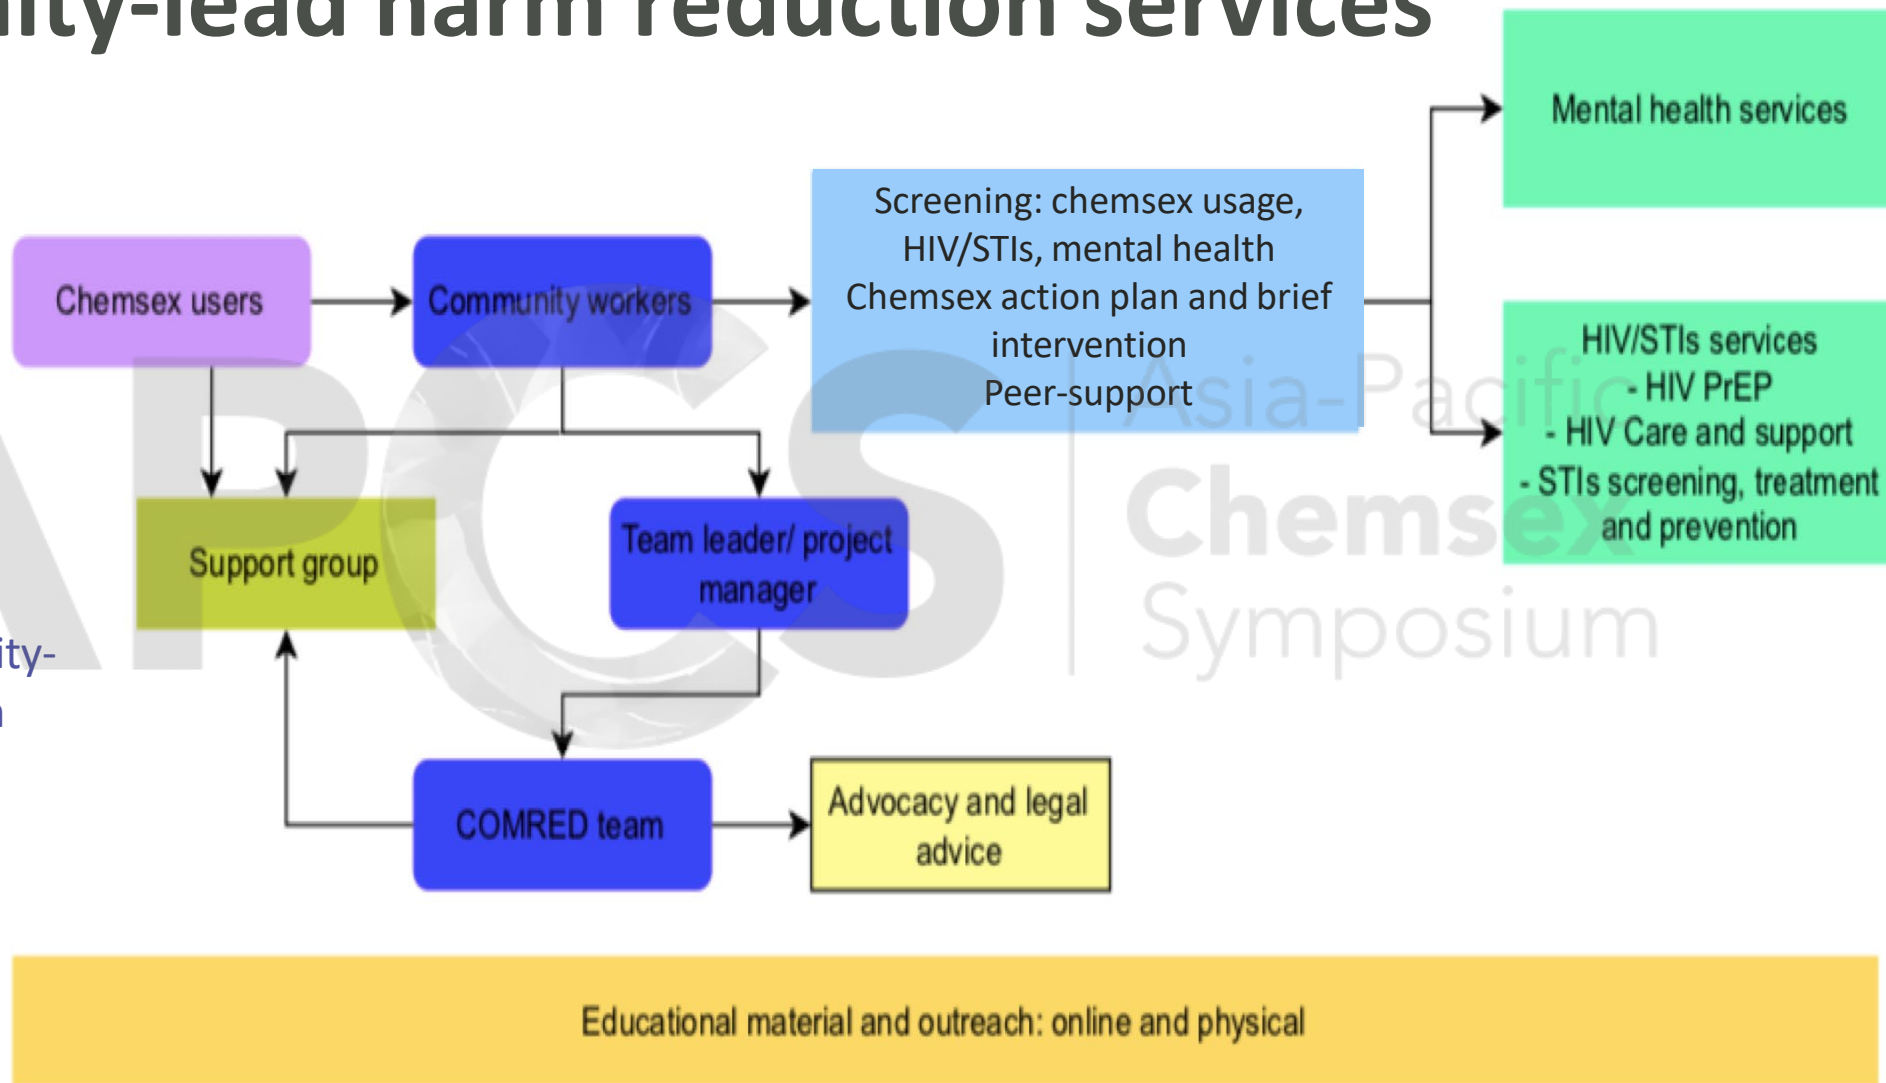 ity-lead harm reduction services
Mental health services
Screening: chemsex usage,
HIV/STIs, mental health
Chemsex action plan and brief
intervention
Peer-support
Chemsex users
Community workers
HIV/STIs services
- HIV PrEP
- HIV Care and support
- STIs screening, treatment
and prevention
Support group
Team leader/ project
manager
APCS
Asia-Pacific
Chemsex
Symposium
ity-
COMRED team
Advocacy and legal
advice
Educational material and outreach: online and physical